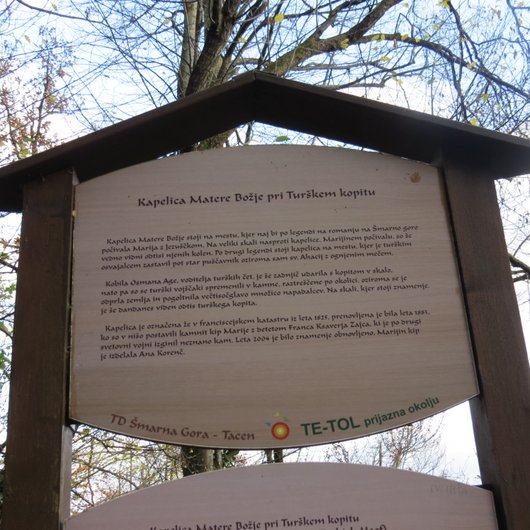 Kapelica Matere Božje pri Turškem kopitu
Kapelica Matere Božje stoji na mestu, kjer naj bi po legendi na romanju na Šmarno goro
počivala Marija z Jezuščkom. Na veliki skali nasproti kapelice, Marijinem počivalu, so še
vedno vidni odtisi njenih kolen. Po drugi legendi stoji kapelica na mestu, kjer je turškim
osvajalcem zastavil pot star puščavnik oziroma sam sv. Ahacij z ognjenim mečem.
Kobila Osmana Age, voditelja turških čet, je še zadnjič udarila s kopitom v skalo,
nato pa so se turški vojščaki spremenili v kamne, raztreščene po okolici, oziroma se je
odprla zemlja in pogoltnila večtisočglavo množico napadalcev. Na skali, kjer stoji znamenje,
je še dandanes viden odtis turškega kopita.
Kapelica je označena že v franciscejskem katastru iz leta 1825, prenovljena je bila leta 1881,
ko so v nišo postavili kamnit kip Marije z detetom Franca Ksaverja Zajca, ki je po drugi
svetovni vojni izginil neznano kam. Leta 2004 je bilo znamenje obnovljeno, Marijin kip
je izdelala Ana Korenč.
TD Šmarna Gora - Tacen
TE-TOL prijazna okolju
Kapelica Matere Božje pri Turškem kopitu